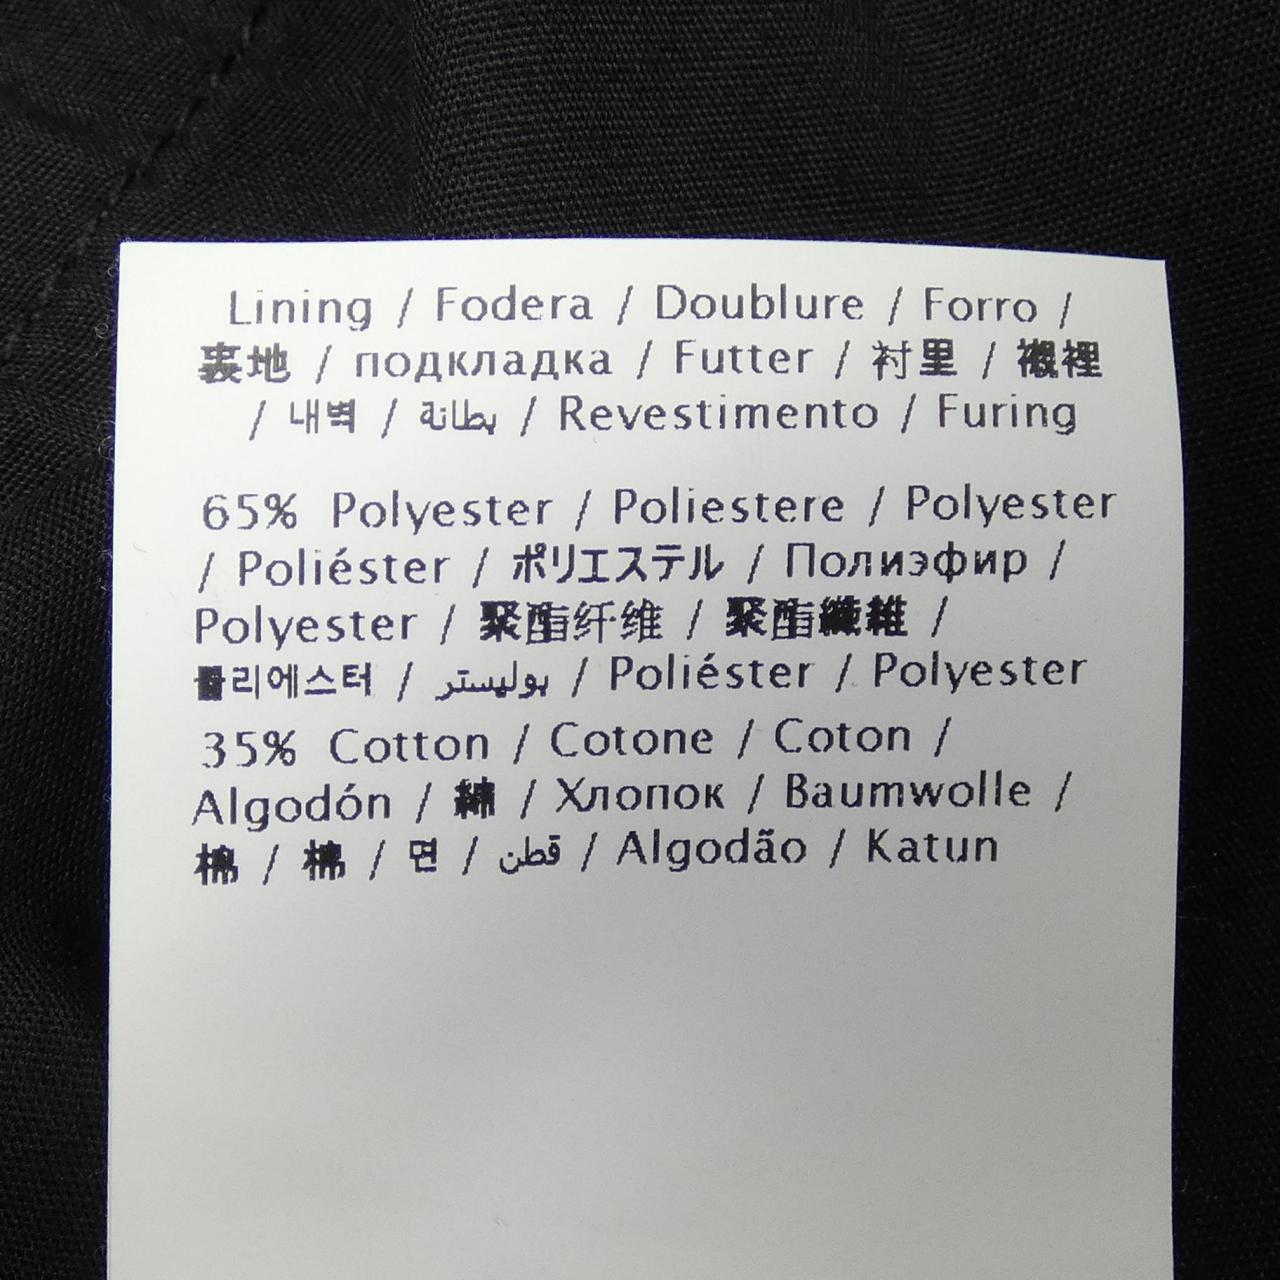 Lining / Fodera / Doublure / Forro /
裏地 / подкладка / Futter / 衬里 / 襯裡
/ 내벽 / بطانة / Revestimento / Furing
65% Polyester / Poliestere / Polyester
/ Poliéster / ポリエステル / Полиэфир /
Polyester / 聚酯纤维 / 聚酯纖維 /
폴리에스터 / بوليستر / Poliéster / Polyester
35% Cotton / Cotone / Coton /
Algodón / 綿 / Хлопок / Baumwolle /
棉 / 棉 / 면 / قطن / Algodão / Katun